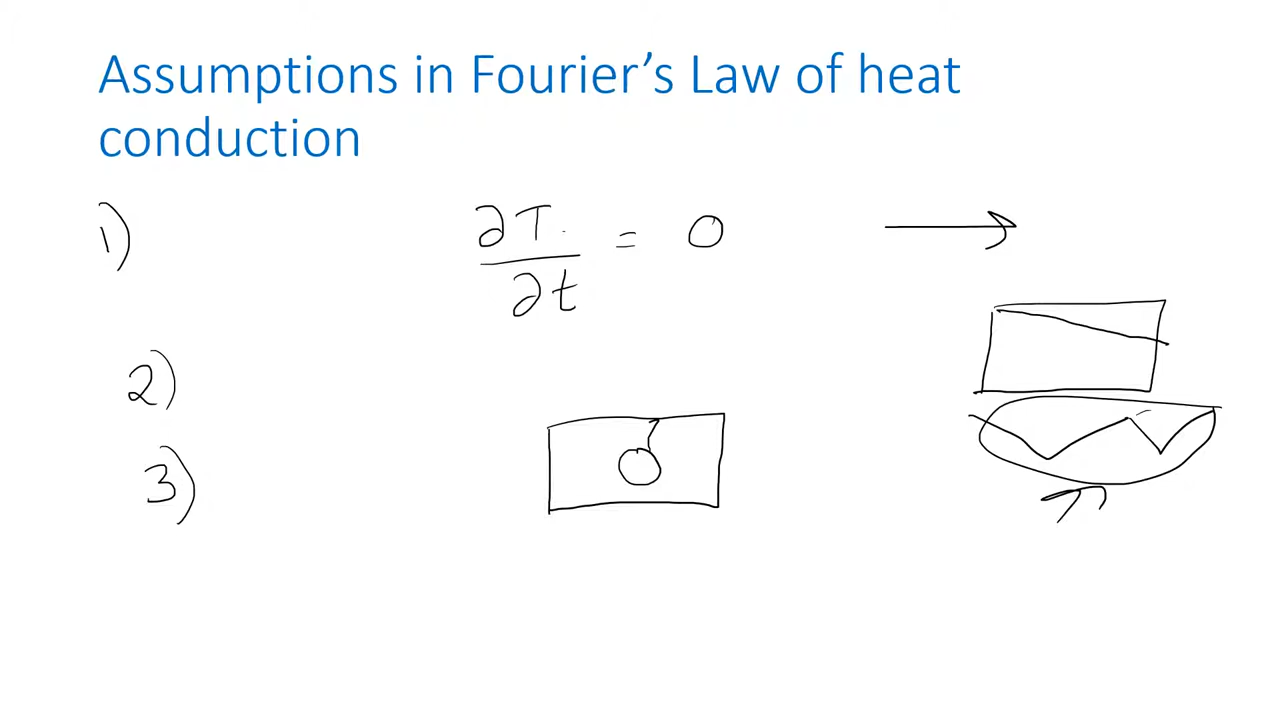 Assumptions in Fourier's Law of heat
conduction
1) ∂T/∂t = 0
2)
3)